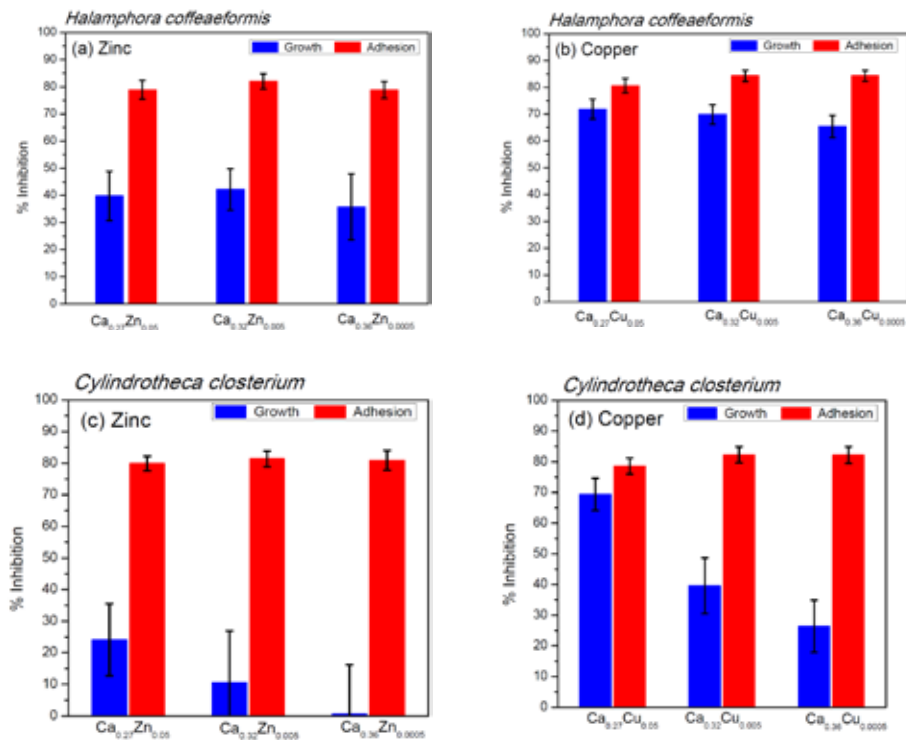 Halamphora coffeaeformis
(a) Zinc
Growth Adhesion
100
90
80
70
60
50
40
30
20
10
0
% Inhibition
Ca0.27Zn0.05 Ca0.32Zn0.005 Ca0.36Zn0.0005
Halamphora coffeaeformis
(b) Copper
Growth Adhesion
100
90
80
70
60
50
40
30
20
10
0
% Inhibition
Ca0.27Cu0.05 Ca0.32Cu0.005 Ca0.36Cu0.0005
Cylindrotheca closterium
(c) Zinc
Growth Adhesion
100
90
80
70
60
50
40
30
20
10
0
% Inhibition
Ca0.27Zn0.05 Ca0.32Zn0.005 Ca0.36Zn0.0005
Cylindrotheca closterium
(d) Copper
Growth Adhesion
100
90
80
70
60
50
40
30
20
10
0
% Inhibition
Ca0.27Cu0.05 Ca0.32Cu0.005 Ca0.36Cu0.0005